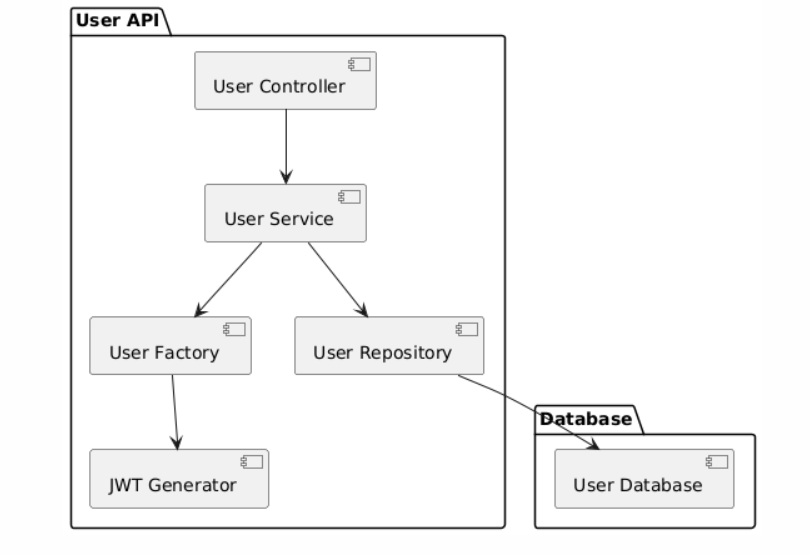 User API
User Controller
User Service
User Factory
User Repository
Database
JWT Generator
User Database